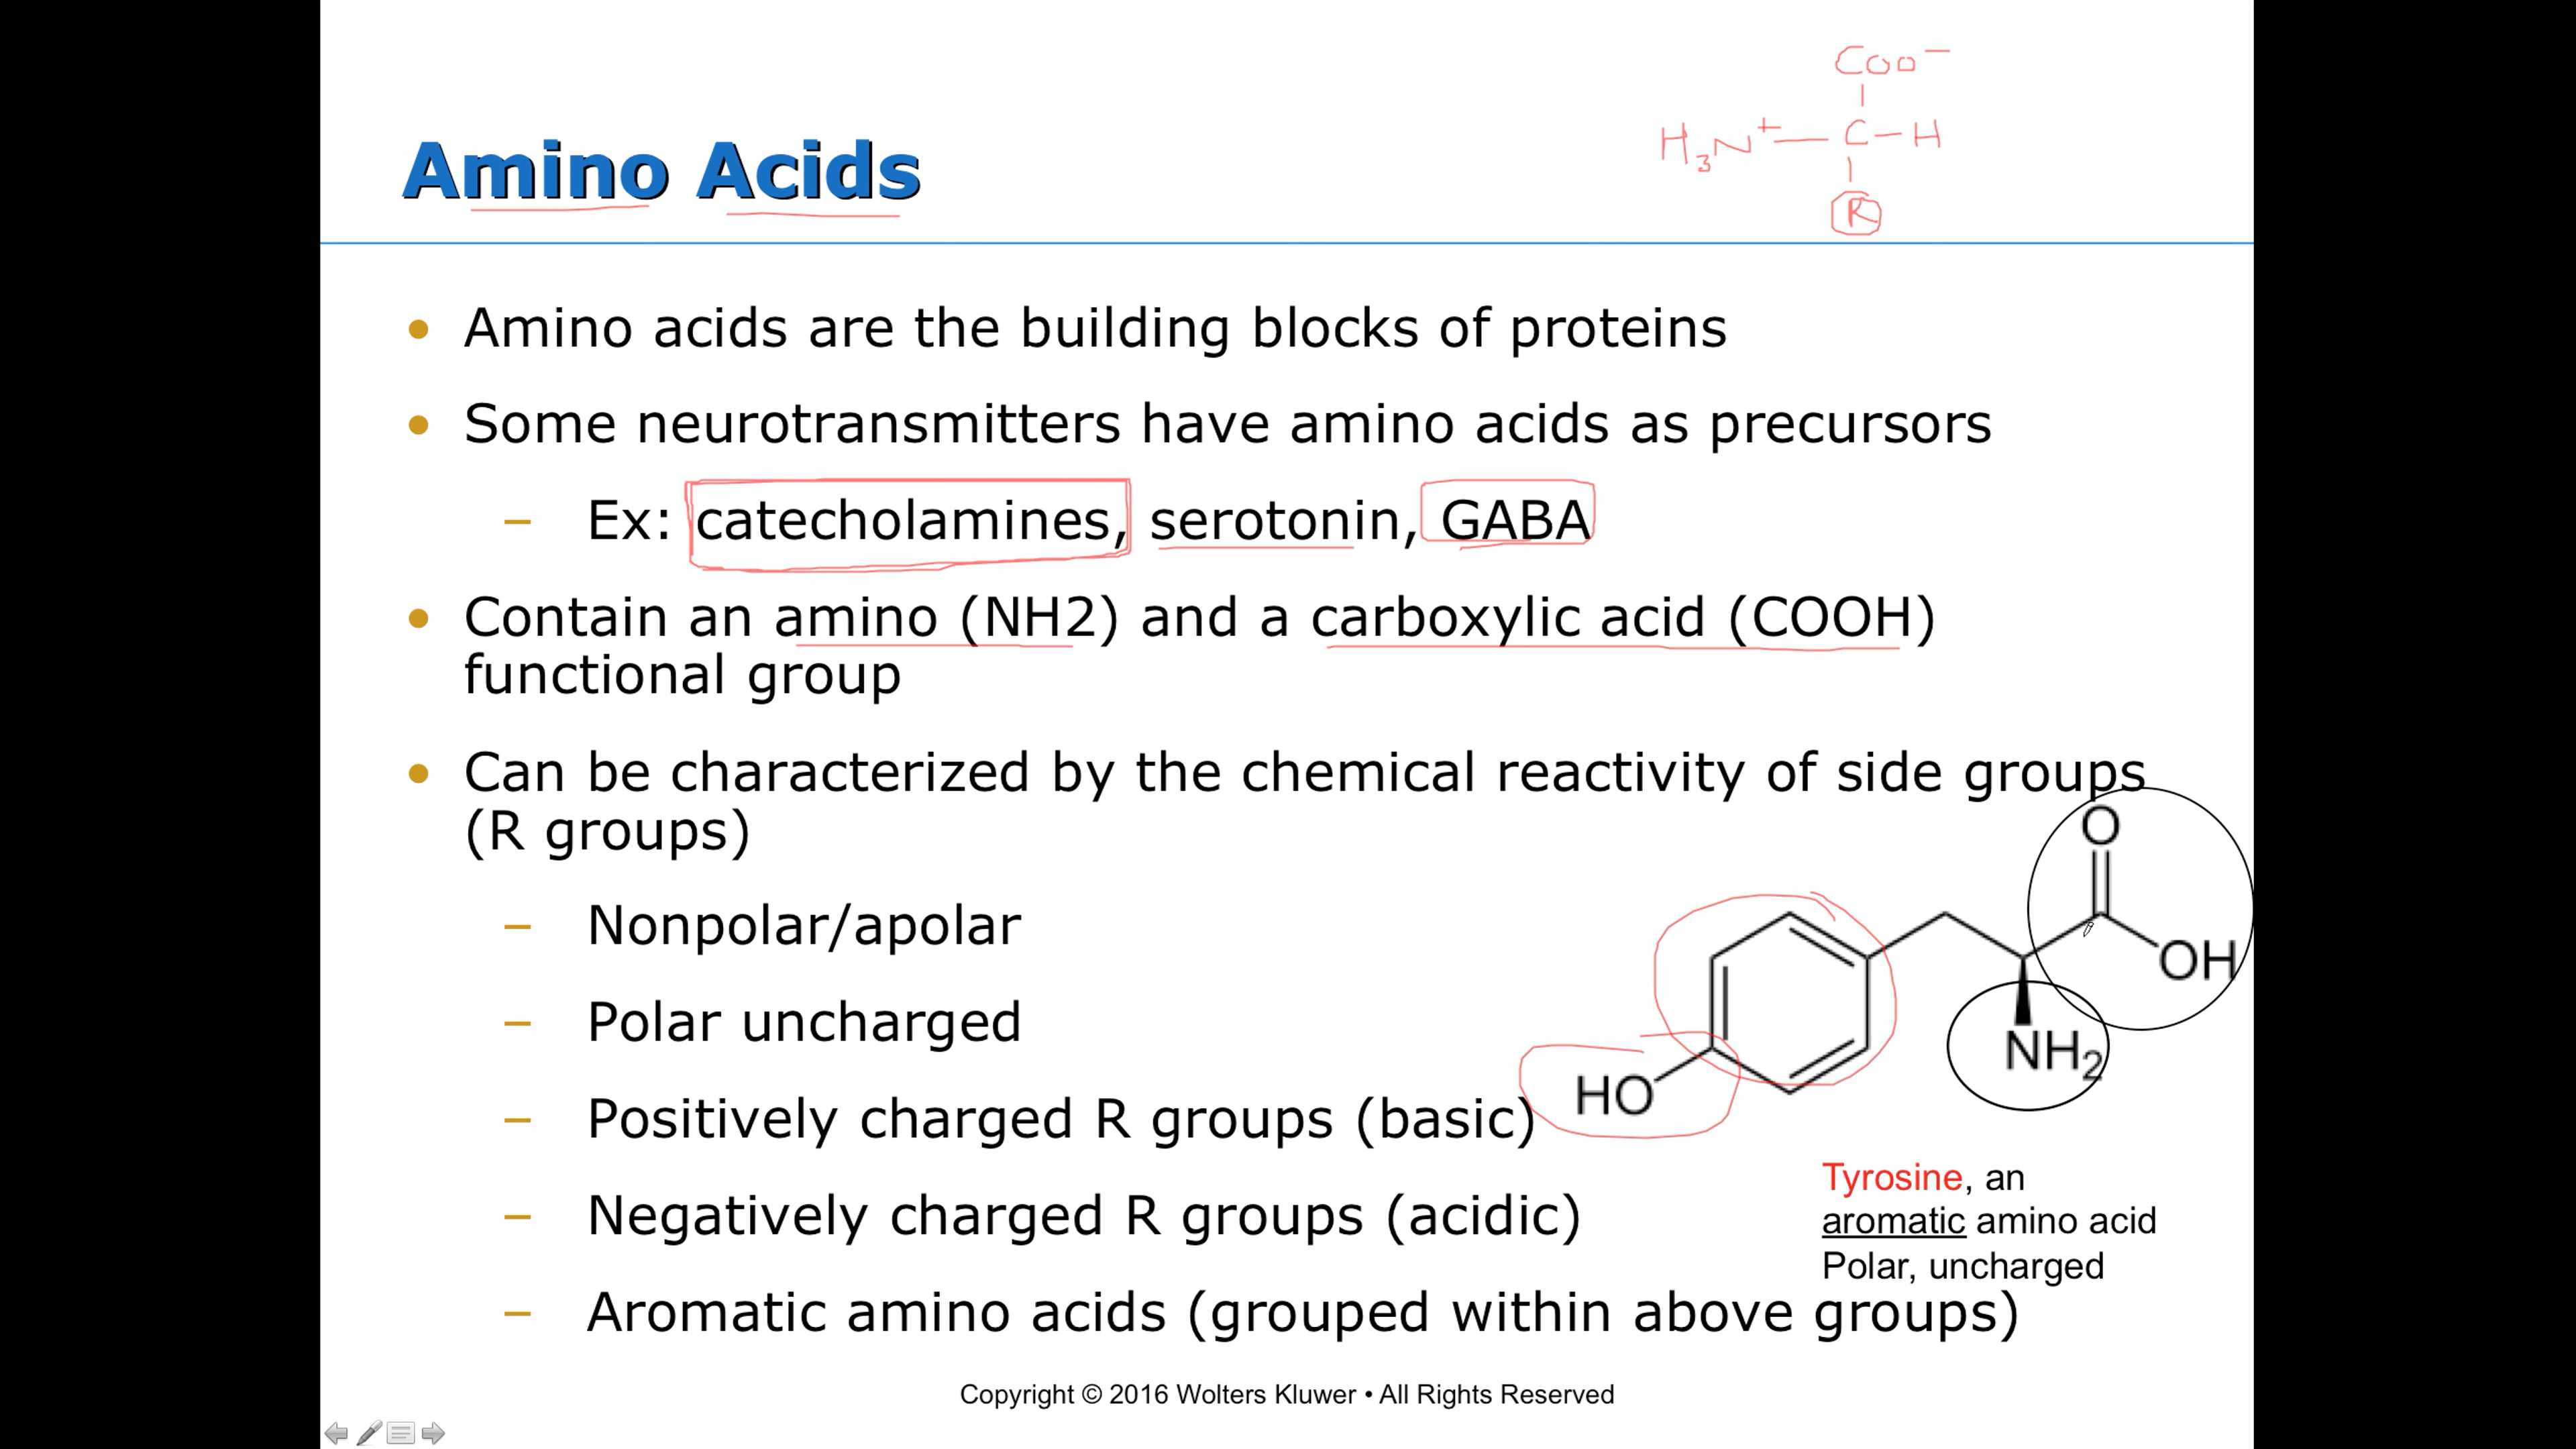 COO⁻
H₃N⁺—C—H
R
Amino Acids
• Amino acids are the building blocks of proteins
• Some neurotransmitters have amino acids as precursors
– Ex: catecholamines, serotonin, GABA
• Contain an amino (NH2) and a carboxylic acid (COOH)
functional group
• Can be characterized by the chemical reactivity of side groups
(R groups)
– Nonpolar/apolar
– Polar uncharged
– Positively charged R groups (basic)
– Negatively charged R groups (acidic)
– Aromatic amino acids (grouped within above groups)
O
OH
NH₂
HO
Tyrosine, an
aromatic amino acid
Polar, uncharged
Copyright © 2016 Wolters Kluwer • All Rights Reserved